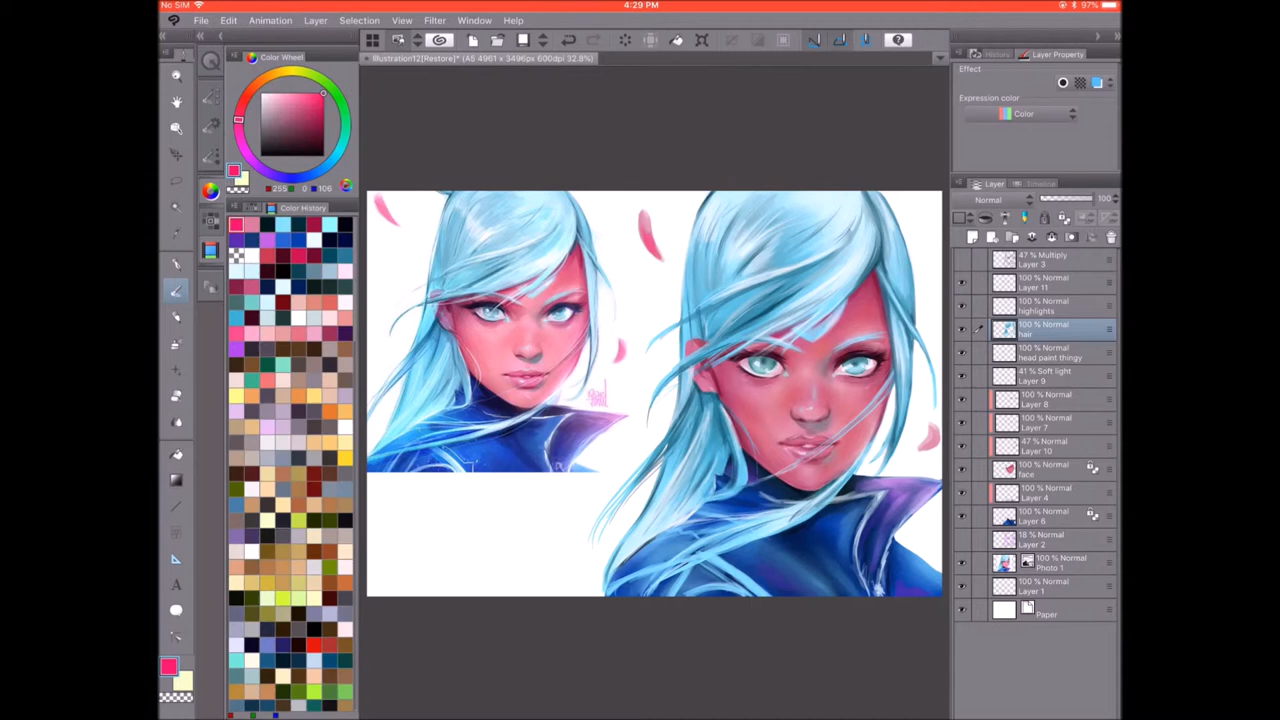 No SIM
4:29 PM
97%
File Edit Animation Layer Selection View Filter Window Help
Color Wheel
Illustration12[Restore]* (A5 4961 x 3496px 600dpi 32.8%)
History Layer Property
Effect
Expression color
Color
255 0 106
Color History
Layer Timeline
Normal 100
47 % Multiply
Layer 3
100 % Normal
Layer 11
100 % Normal
highlights
100 % Normal
hair
100 % Normal
head paint thingy
41 % Soft light
Layer 9
100 % Normal
Layer 8
100 % Normal
Layer 7
47 % Normal
Layer 10
100 % Normal
face
100 % Normal
Layer 4
100 % Normal
Layer 6
18 % Normal
Layer 2
100 % Normal
Photo 1
100 % Normal
Layer 1
Paper